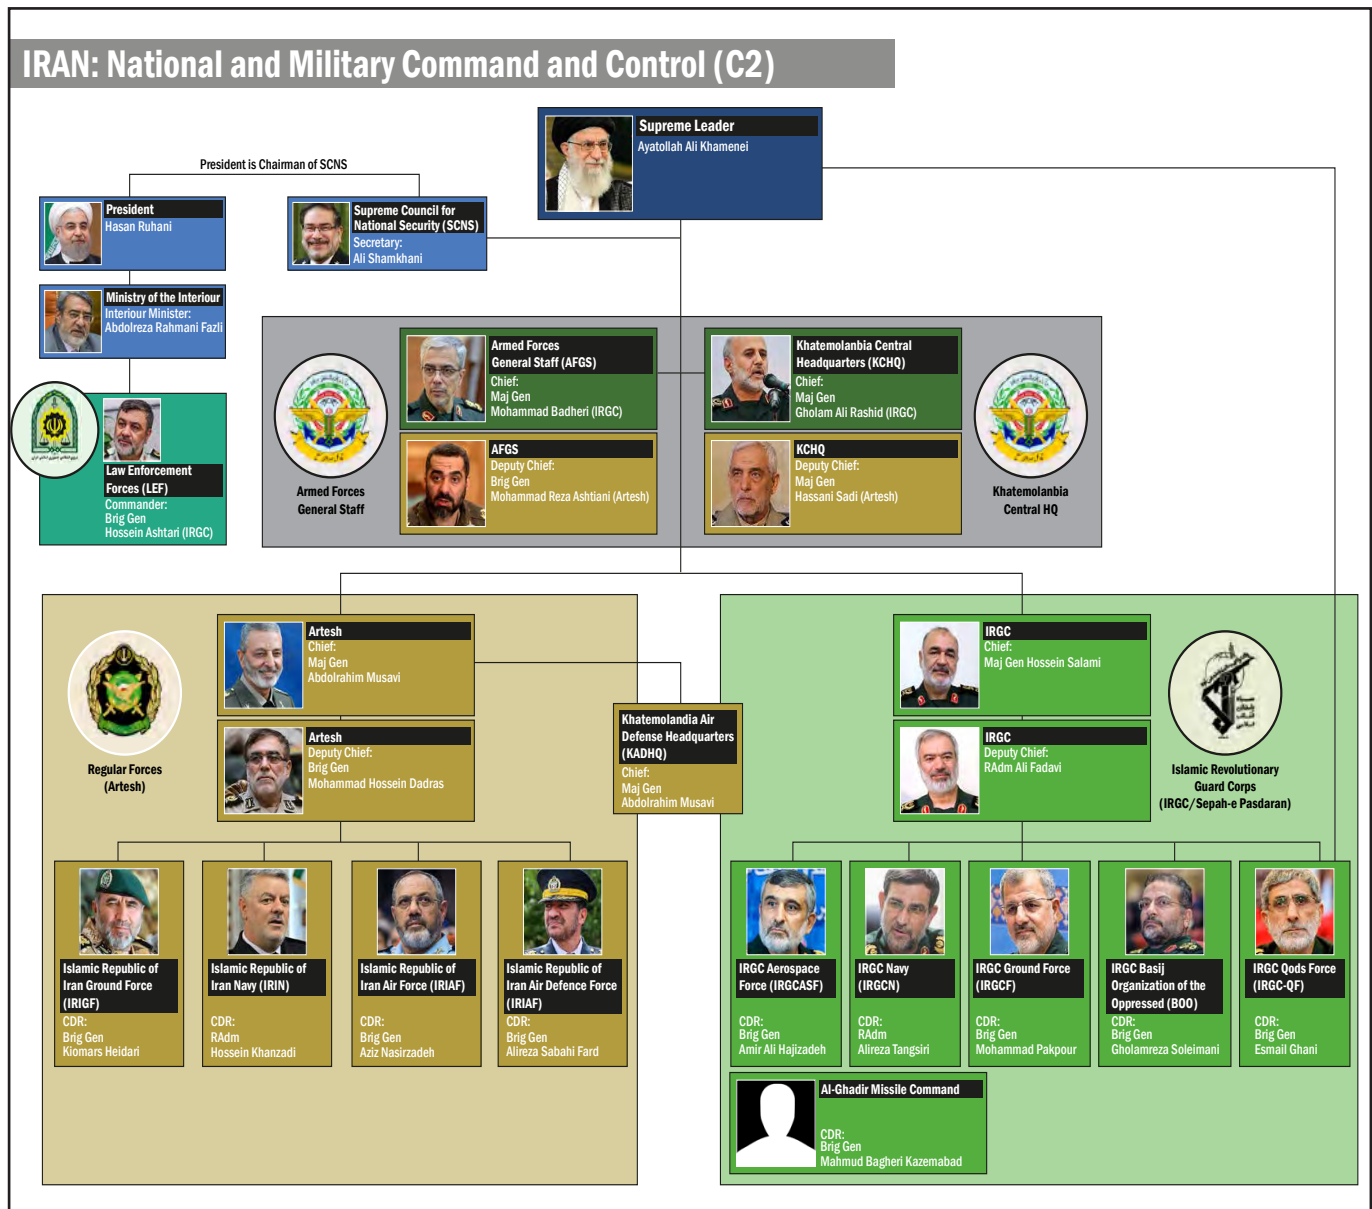 IRAN: National and Military Command and Control (C2)
Supreme Leader
Ayatollah Ali Khamenei
President is Chairman of SCNS
President
Hasan Ruhani
Supreme Council for
National Security (SCNS)
Secretary:
Ali Shamkhani
Ministry of the Interiour
Interiour Minister:
Abdolreza Rahmani Fazli
Law Enforcement
Forces (LEF)
Commander:
Brig Gen
Hossein Ashtari (IRGC)
Armed Forces
General Staff
Armed Forces
General Staff (AFGS)
Chief:
Maj Gen
Mohammad Badheri (IRGC)
Khatemolanbia Central
Headquarters (KCHQ)
Chief:
Maj Gen
Gholam Ali Rashid (IRGC)
AFGS
Deputy Chief:
Brig Gen
Mohammad Reza Ashtiani (Artesh)
KCHQ
Deputy Chief:
Maj Gen
Hassani Sadi (Artesh)
Khatemolanbia
Central HQ
Regular Forces
(Artesh)
Artesh
Chief:
Maj Gen
Abdolrahim Musavi
Artesh
Deputy Chief:
Brig Gen
Mohammad Hossein Dadras
Khatemolandia Air
Defense Headquarters
(KADHQ)
Chief:
Maj Gen
Abdolrahim Musavi
IRGC
Chief:
Maj Gen Hossein Salami
IRGC
Deputy Chief:
RAdm Ali Fadavi
Islamic Revolutionary
Guard Corps
(IRGC/Sepah-e Pasdaran)
Islamic Republic of
Iran Ground Force
(IRIGF)
CDR:
Brig Gen
Kiomars Heidari
Islamic Republic of
Iran Navy (IRIN)
CDR:
RAdm
Hossein Khanzadi
Islamic Republic of
Iran Air Force (IRIAF)
CDR:
Brig Gen
Aziz Nasirzadeh
Islamic Republic of
Iran Air Defence Force
(IRIAF)
CDR:
Brig Gen
Alireza Sabahi Fard
IRGC Aerospace
Force (IRGCASF)
CDR:
Brig Gen
Amir Ali Hajizadeh
IRGC Navy
(IRGCN)
CDR:
RAdm
Alireza Tangsiri
IRGC Ground Force
(IRGCF)
CDR:
Brig Gen
Mohammad Pakpour
IRGC Basij
Organization of the
Oppressed (BOO)
CDR:
Brig Gen
Gholamreza Soleimani
IRGC Qods Force
(IRGC-QF)
CDR:
Brig Gen
Esmail Ghani
Al-Ghadir Missile Command
CDR:
Brig Gen
Mahmud Bagheri Kazemabad